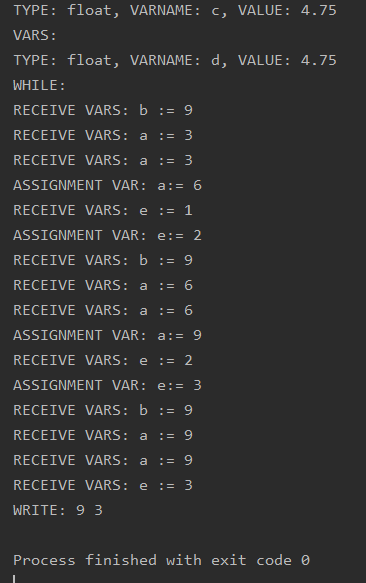 TYPE: float, VARNAME: c, VALUE: 4.75
VARS:
TYPE: float, VARNAME: d, VALUE: 4.75
WHILE:
RECEIVE VARS: b := 9
RECEIVE VARS: a := 3
RECEIVE VARS: a := 3
ASSIGNMENT VAR: a:= 6
RECEIVE VARS: e := 1
ASSIGNMENT VAR: e:= 2
RECEIVE VARS: b := 9
RECEIVE VARS: a := 6
RECEIVE VARS: a := 6
ASSIGNMENT VAR: a:= 9
RECEIVE VARS: e := 2
ASSIGNMENT VAR: e:= 3
RECEIVE VARS: b := 9
RECEIVE VARS: a := 9
RECEIVE VARS: a := 9
RECEIVE VARS: e := 3
WRITE: 9 3
Process finished with exit code 0